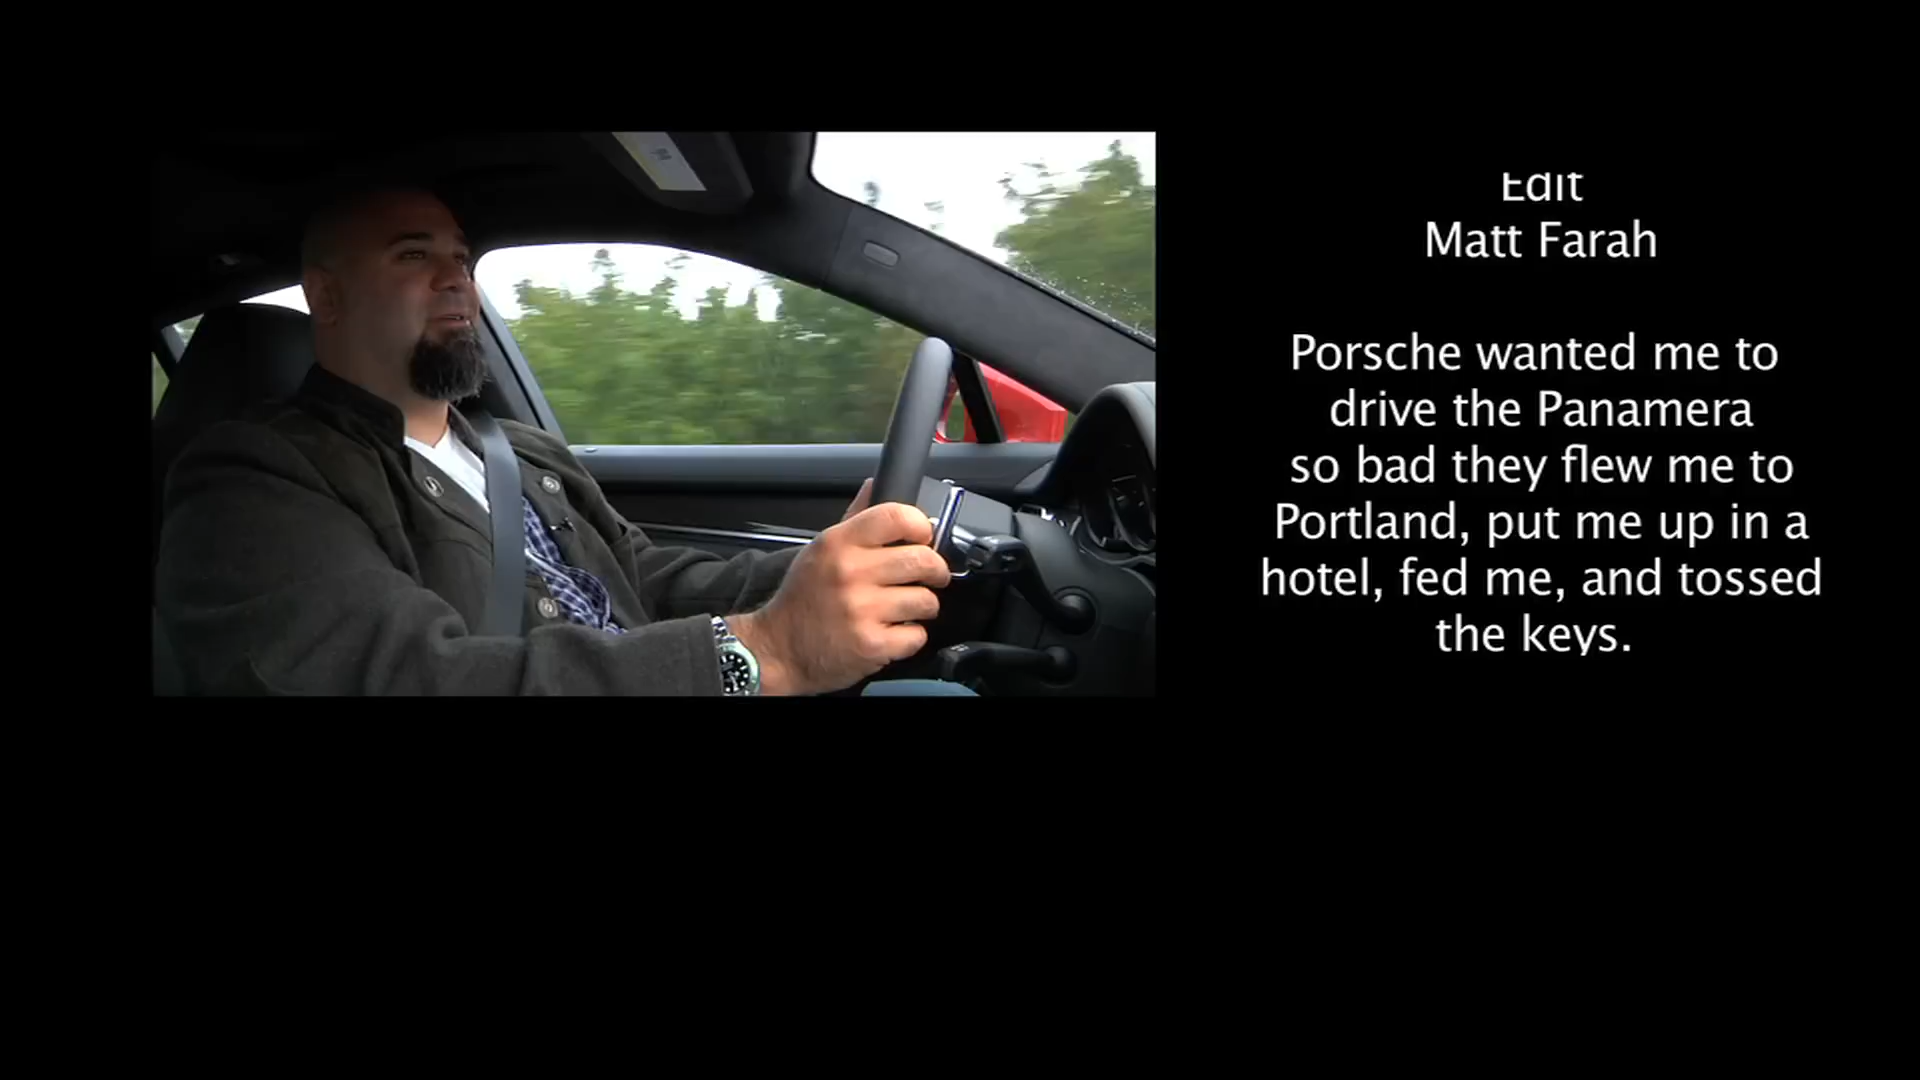 Edit
Matt Farah
Porsche wanted me to
drive the Panamera
so bad they flew me to
Portland, put me up in a
hotel, fed me, and tossed
the keys.